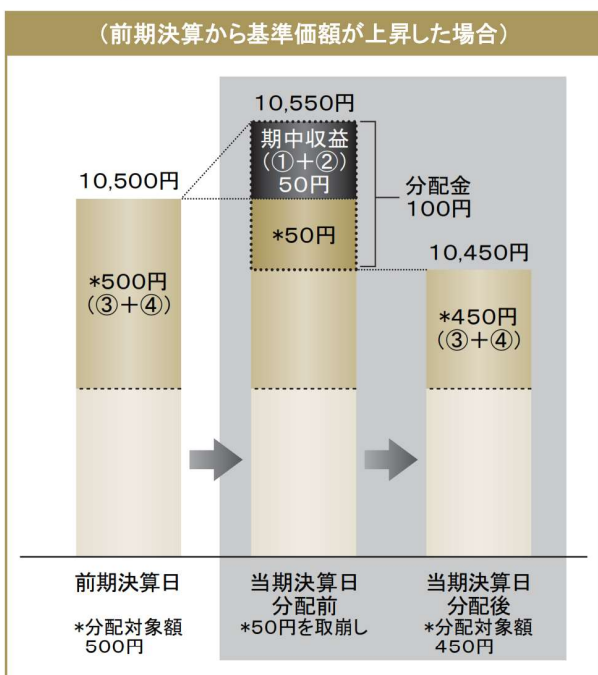 （前期決算から基準価額が上昇した場合）
10,550円
期中収益
（①＋②）
50円
*50円
分配金
100円
10,500円
*500円
（③＋④）
10,450円
*450円
（③＋④）
前期決算日
*分配対象額
500円
当期決算日
分配前
*50円を取崩し
当期決算日
分配後
*分配対象額
450円